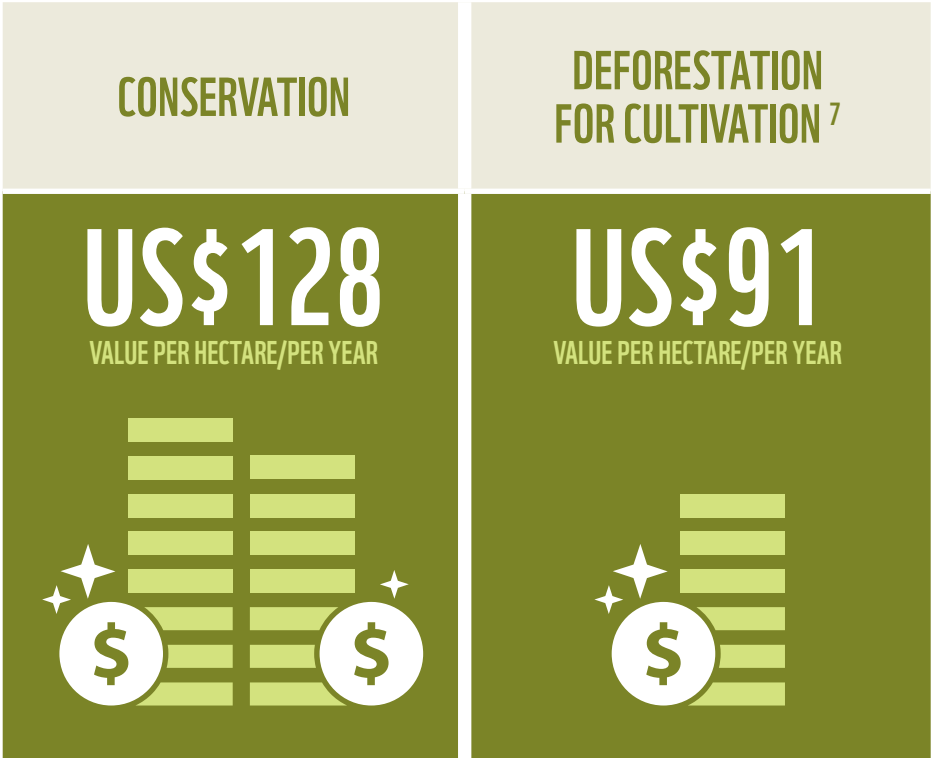 CONSERVATION
US$128
VALUE PER HECTARE/PER YEAR
$
$
DEFORESTATION
FOR CULTIVATION 7
US$91
VALUE PER HECTARE/PER YEAR
$